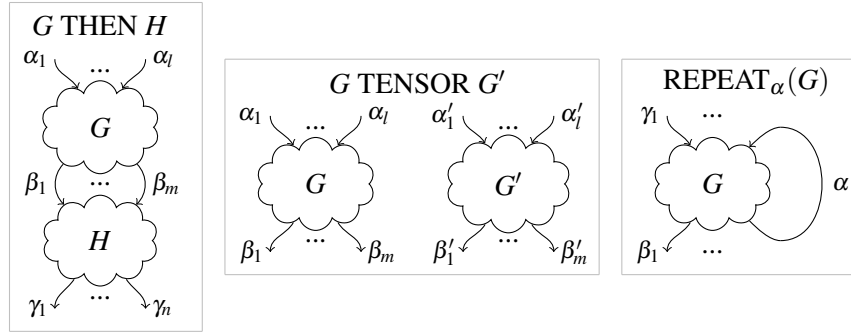 G THEN H
α₁ ... αₗ
G
β₁ ... βₘ
H
γ₁ ... γₙ
G TENSOR G′
α₁ ... αₗ α′₁ ... α′ₗ
G G′
β₁ ... βₘ β′₁ ... β′ₘ
REPEATα(G)
γ₁ ...
G α
β₁ ...